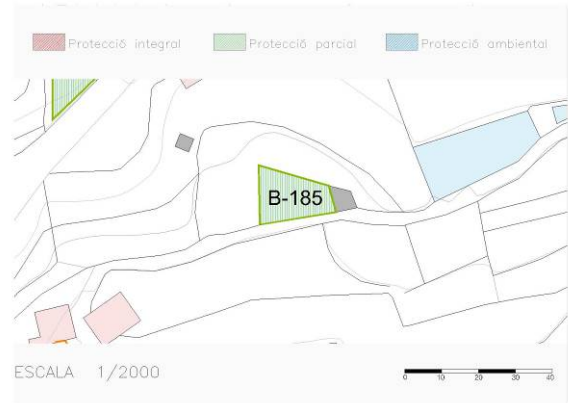 Protecció integral Protecció parcial Protecció ambiental
B-185
ESCALA 1/2000
0 10 20 30 40